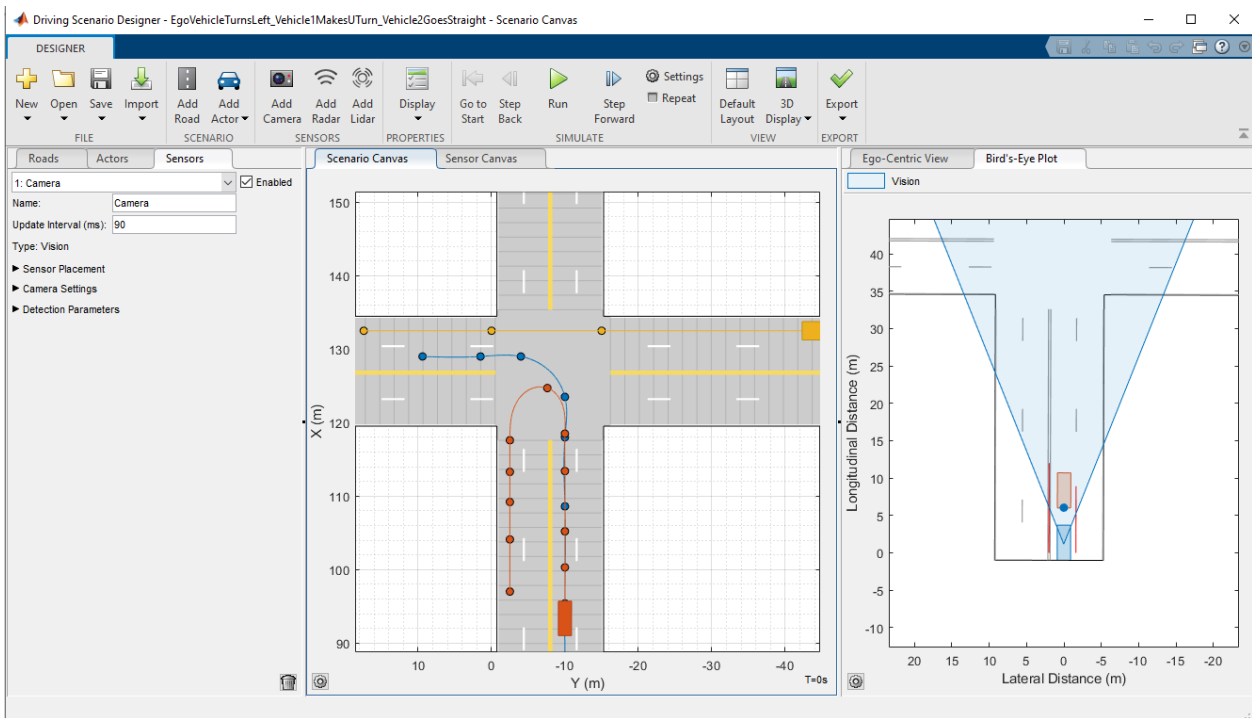 Driving Scenario Designer - EgoVehicleTurnsLeft_Vehicle1MakesUTurn_Vehicle2GoesStraight - Scenario Canvas
DESIGNER
New
Open
Save
Import
FILE
Add Road
Add Actor
SCENARIO
Add Camera
Add Radar
Add Lidar
SENSORS
Display
PROPERTIES
Go to Start
Step Back
Run
Step Forward
Settings
Repeat
SIMULATE
Default Layout
3D Display
VIEW
Export
EXPORT
Roads
Actors
Sensors
1: Camera
Enabled
Name:
Camera
Update Interval (ms):
90
Type: Vision
Sensor Placement
Camera Settings
Detection Parameters
Scenario Canvas
Sensor Canvas
150
140
130
120
110
100
90
X (m)
10
0
-10
-20
-30
-40
Y (m)
T=0s
Ego-Centric View
Bird's-Eye Plot
Vision
40
35
30
25
20
15
10
5
0
-5
-10
Longitudinal Distance (m)
20
15
10
5
0
-5
-10
-15
-20
Lateral Distance (m)